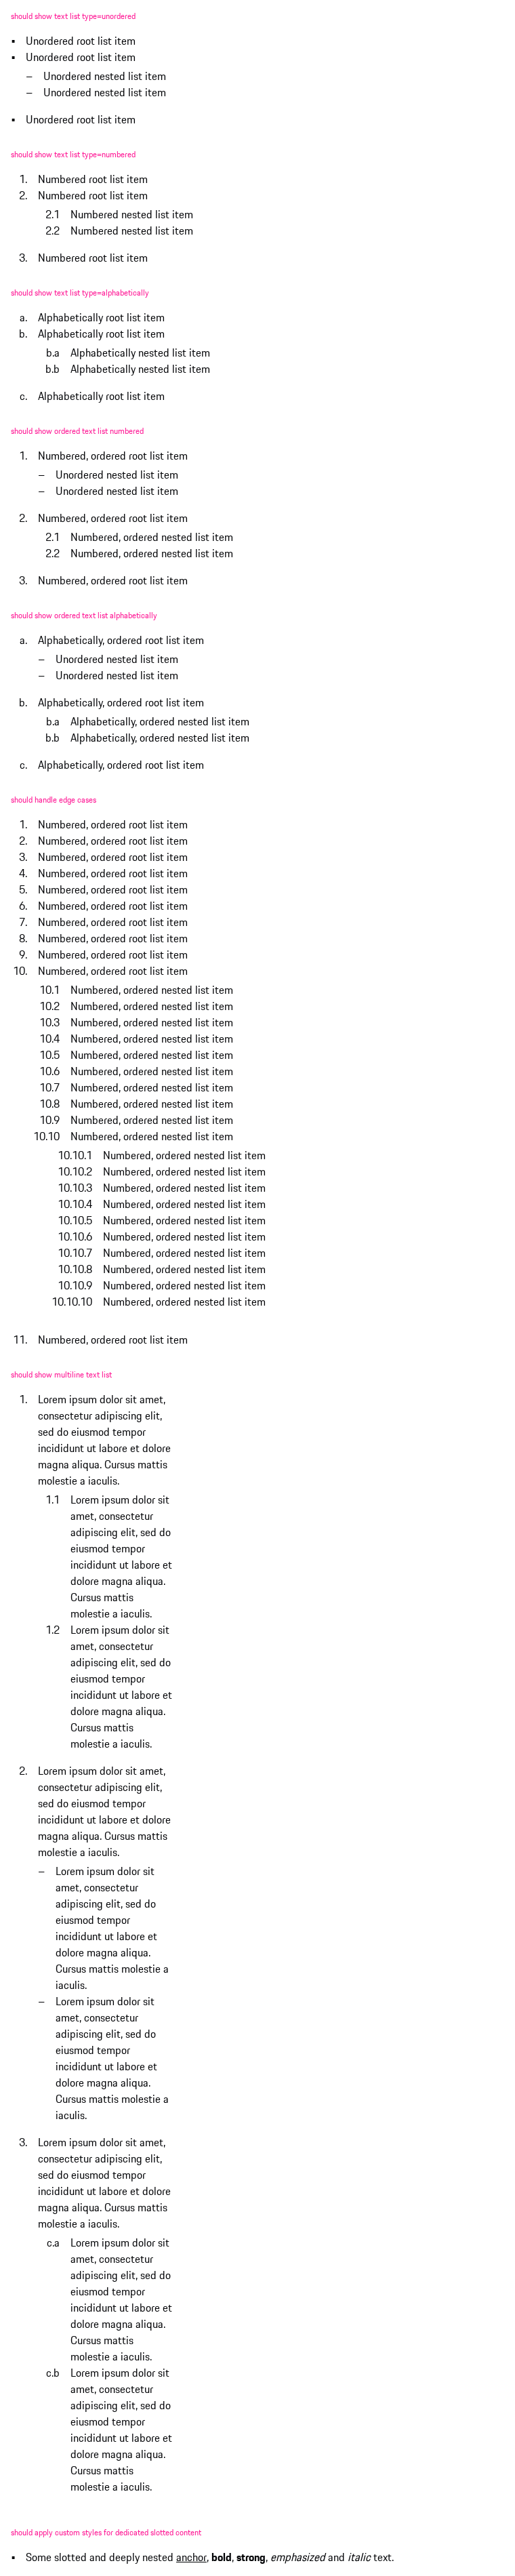 should show text list type=unordered
▪ Unordered root list item
▪ Unordered root list item
– Unordered nested list item
– Unordered nested list item
▪ Unordered root list item
should show text list type=numbered
1. Numbered root list item
2. Numbered root list item
2.1 Numbered nested list item
2.2 Numbered nested list item
3. Numbered root list item
should show text list type=alphabetically
a. Alphabetically root list item
b. Alphabetically root list item
b.a Alphabetically nested list item
b.b Alphabetically nested list item
c. Alphabetically root list item
should show ordered text list numbered
1. Numbered, ordered root list item
– Unordered nested list item
– Unordered nested list item
2. Numbered, ordered root list item
2.1 Numbered, ordered nested list item
2.2 Numbered, ordered nested list item
3. Numbered, ordered root list item
should show ordered text list alphabetically
a. Alphabetically, ordered root list item
– Unordered nested list item
– Unordered nested list item
b. Alphabetically, ordered root list item
b.a Alphabetically, ordered nested list item
b.b Alphabetically, ordered nested list item
c. Alphabetically, ordered root list item
should handle edge cases
1. Numbered, ordered root list item
2. Numbered, ordered root list item
3. Numbered, ordered root list item
4. Numbered, ordered root list item
5. Numbered, ordered root list item
6. Numbered, ordered root list item
7. Numbered, ordered root list item
8. Numbered, ordered root list item
9. Numbered, ordered root list item
10. Numbered, ordered root list item
10.1 Numbered, ordered nested list item
10.2 Numbered, ordered nested list item
10.3 Numbered, ordered nested list item
10.4 Numbered, ordered nested list item
10.5 Numbered, ordered nested list item
10.6 Numbered, ordered nested list item
10.7 Numbered, ordered nested list item
10.8 Numbered, ordered nested list item
10.9 Numbered, ordered nested list item
10.10 Numbered, ordered nested list item
10.10.1 Numbered, ordered nested list item
10.10.2 Numbered, ordered nested list item
10.10.3 Numbered, ordered nested list item
10.10.4 Numbered, ordered nested list item
10.10.5 Numbered, ordered nested list item
10.10.6 Numbered, ordered nested list item
10.10.7 Numbered, ordered nested list item
10.10.8 Numbered, ordered nested list item
10.10.9 Numbered, ordered nested list item
10.10.10 Numbered, ordered nested list item
11. Numbered, ordered root list item
should show multiline text list
1. Lorem ipsum dolor sit amet,
consectetur adipiscing elit,
sed do eiusmod tempor
incididunt ut labore et dolore
magna aliqua. Cursus mattis
molestie a iaculis.
1.1 Lorem ipsum dolor sit
amet, consectetur
adipiscing elit, sed do
eiusmod tempor
incididunt ut labore et
dolore magna aliqua.
Cursus mattis
molestie a iaculis.
1.2 Lorem ipsum dolor sit
amet, consectetur
adipiscing elit, sed do
eiusmod tempor
incididunt ut labore et
dolore magna aliqua.
Cursus mattis
molestie a iaculis.
2. Lorem ipsum dolor sit amet,
consectetur adipiscing elit,
sed do eiusmod tempor
incididunt ut labore et dolore
magna aliqua. Cursus mattis
molestie a iaculis.
– Lorem ipsum dolor sit
amet, consectetur
adipiscing elit, sed do
eiusmod tempor
incididunt ut labore et
dolore magna aliqua.
Cursus mattis molestie a
iaculis.
– Lorem ipsum dolor sit
amet, consectetur
adipiscing elit, sed do
eiusmod tempor
incididunt ut labore et
dolore magna aliqua.
Cursus mattis molestie a
iaculis.
3. Lorem ipsum dolor sit amet,
consectetur adipiscing elit,
sed do eiusmod tempor
incididunt ut labore et dolore
magna aliqua. Cursus mattis
molestie a iaculis.
c.a Lorem ipsum dolor sit
amet, consectetur
adipiscing elit, sed do
eiusmod tempor
incididunt ut labore et
dolore magna aliqua.
Cursus mattis
molestie a iaculis.
c.b Lorem ipsum dolor sit
amet, consectetur
adipiscing elit, sed do
eiusmod tempor
incididunt ut labore et
dolore magna aliqua.
Cursus mattis
molestie a iaculis.
should apply custom styles for dedicated slotted content
▪ Some slotted and deeply nested anchor, bold, strong, emphasized and italic text.